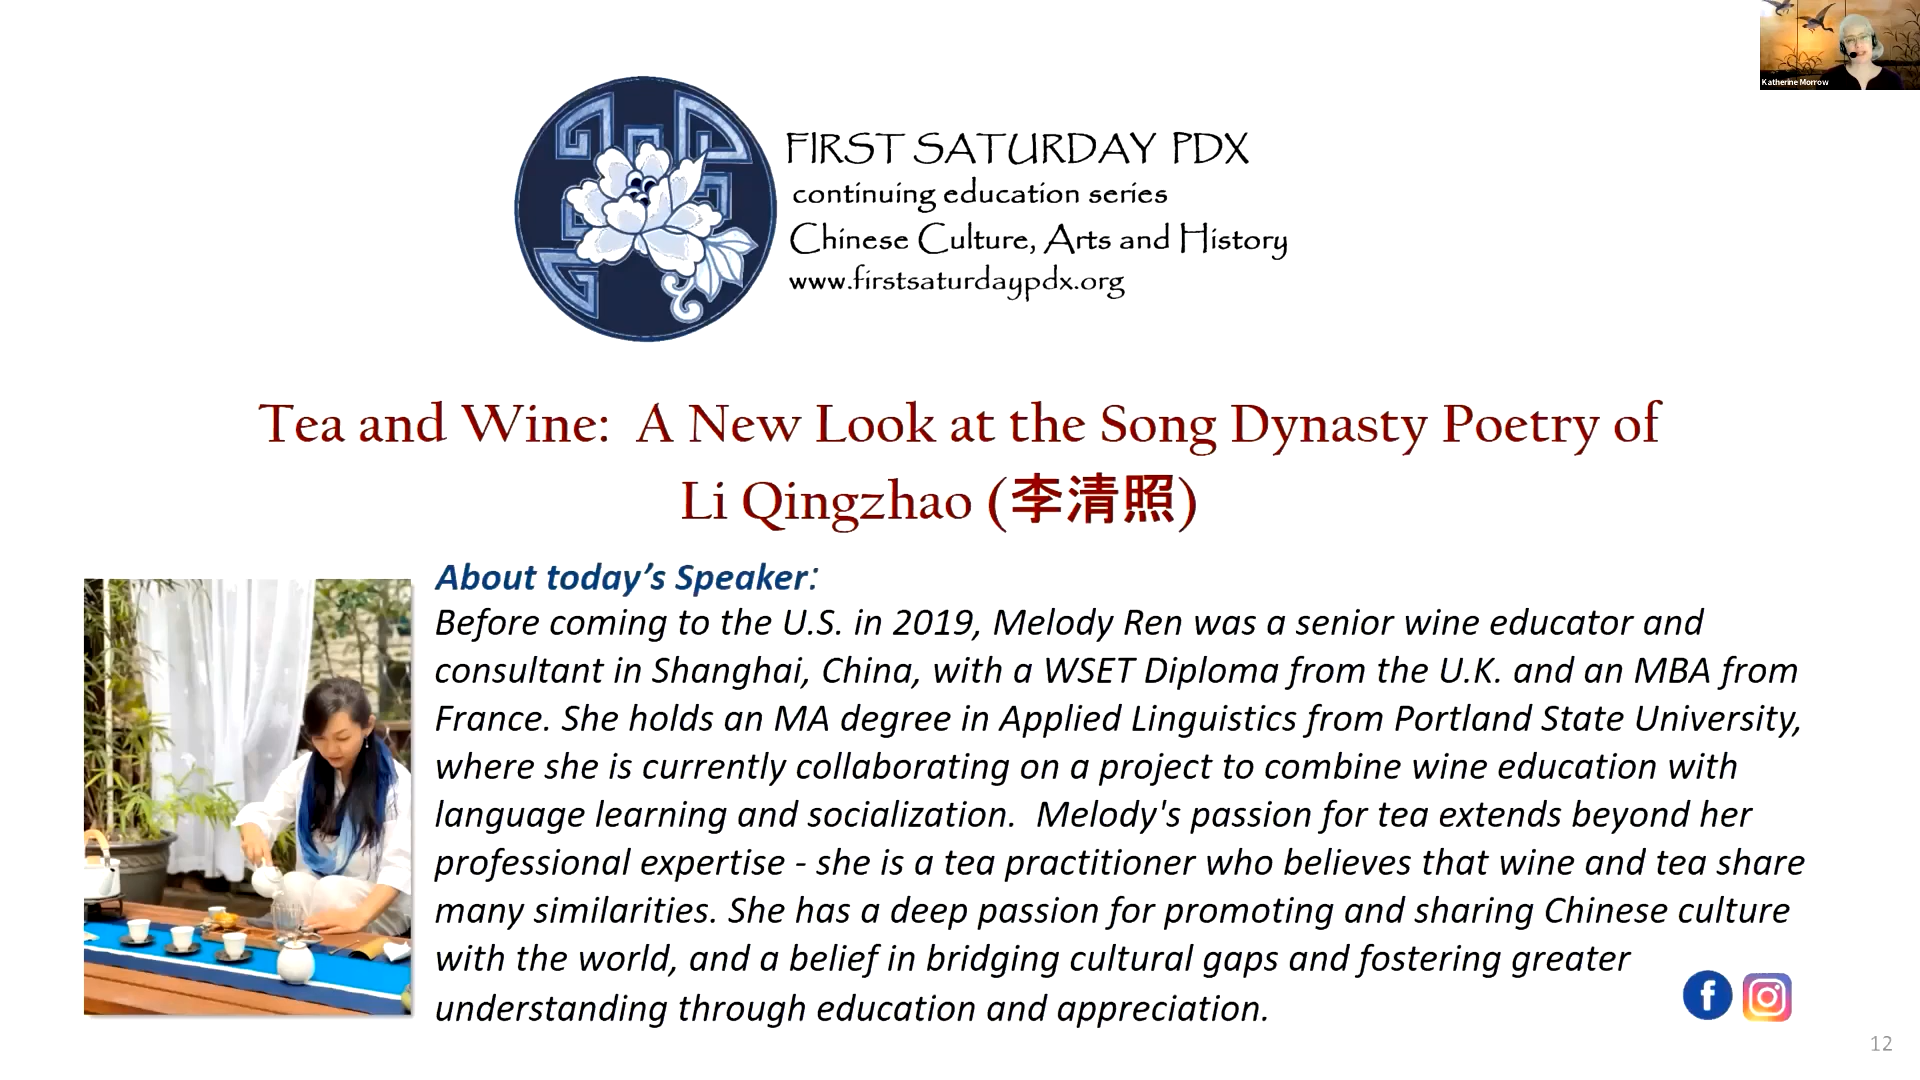 Katherine Morrow
FIRST SATURDAY PDX
continuing education series
Chinese Culture, Arts and History
www.firstsaturdaypdx.org
Tea and Wine:  A New Look at the Song Dynasty Poetry of
Li Qingzhao (李清照)
About today’s Speaker:
Before coming to the U.S. in 2019, Melody Ren was a senior wine educator and
consultant in Shanghai, China, with a WSET Diploma from the U.K. and an MBA from
France. She holds an MA degree in Applied Linguistics from Portland State University,
where she is currently collaborating on a project to combine wine education with
language learning and socialization.  Melody's passion for tea extends beyond her
professional expertise - she is a tea practitioner who believes that wine and tea share
many similarities. She has a deep passion for promoting and sharing Chinese culture
with the world, and a belief in bridging cultural gaps and fostering greater
understanding through education and appreciation.
12